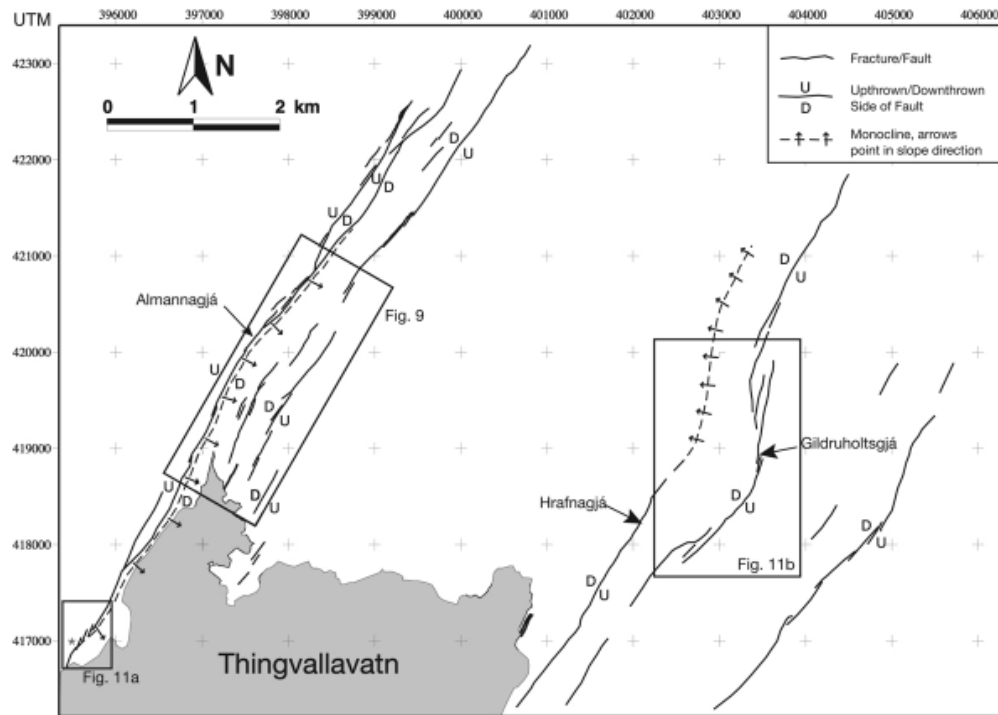 UTM
396000 397000 398000 399000 400000 401000 402000 403000 404000 405000 406000
423000
422000
421000
420000
419000
418000
417000
N
0 1 2 km
Fracture/Fault
U
D
Upthrown/Downthrown
Side of Fault
Monocline, arrows
point in slope direction
D
U
U
D
U
D
D
U
Almannagjá
Fig. 9
U
D
D
U
Gildruholtsgjá
U
D
D
U
D
U
Hrafnagjá
D
U
Fig. 11b
D
U
Thingvallavatn
Fig. 11a